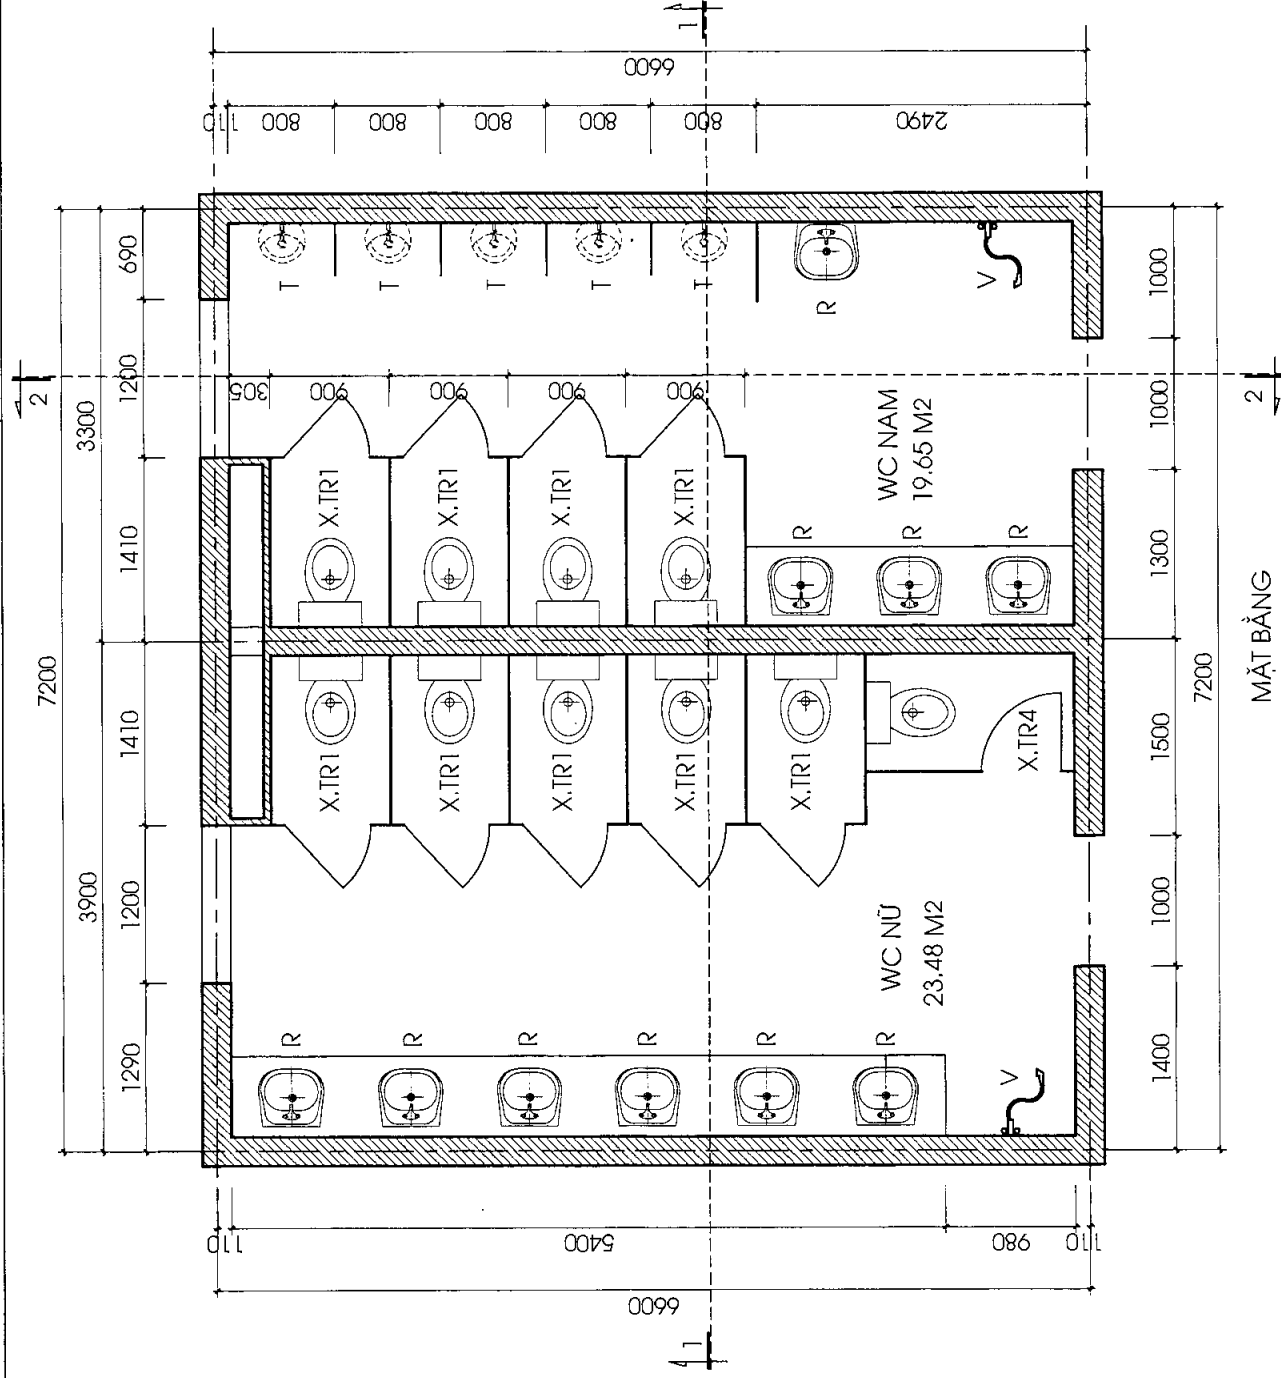 7200
3900
3300
1290
1200
1410
1410
1200
690
2
6600
110
5400
980
110
1
R
R
R
R
R
R
V
WC NỮ
23.48 M2
X.TR1
X.TR1
X.TR1
X.TR1
X.TR1
X.TR4
X.TR1
X.TR1
X.TR1
X.TR1
R
R
R
WC NAM
19.65 M2
305
900
900
900
900
T
T
T
T
T
R
V
110
800
800
800
800
800
2490
6600
1
1400
1000
1500
1300
1000
1000
7200
2
MẶT BẰNG